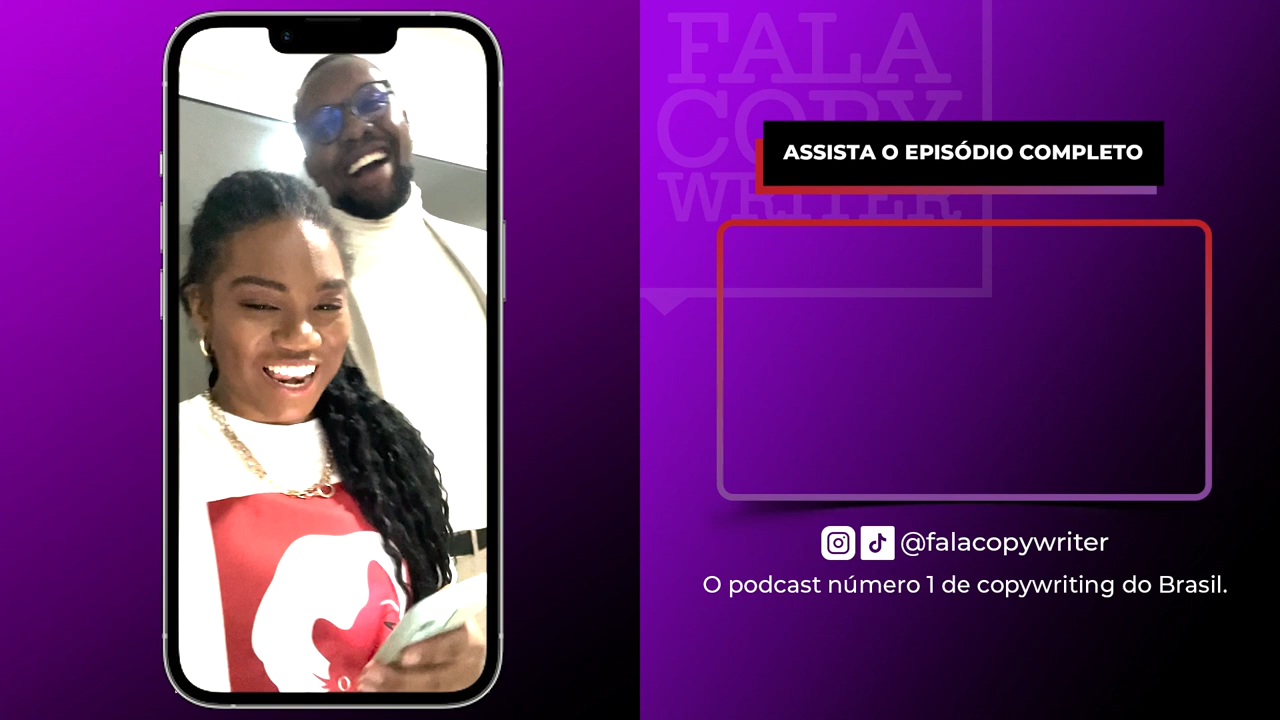 FALA
COPY
WRITER
ASSISTA O EPISÓDIO COMPLETO
@falacopywriter
O podcast número 1 de copywriting do Brasil.